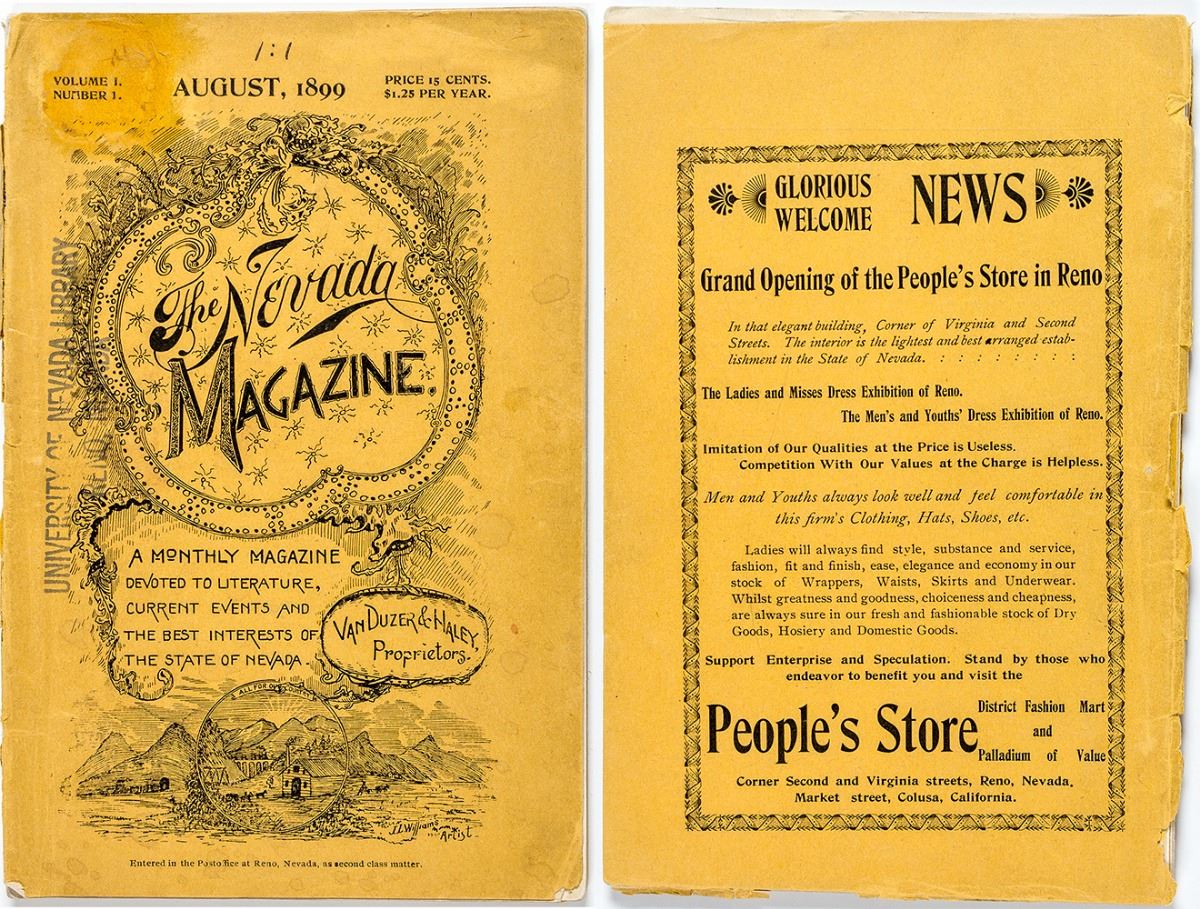 1:1
VOLUME 1.
NUMBER 1.
AUGUST, 1899
PRICE 15 CENTS.
$1.25 PER YEAR.
The Nevada
MAGAZINE.
UNIVERSITY OF NEVADA LIBRARY
A MONTHLY MAGAZINE
DEVOTED TO LITERATURE,
CURRENT EVENTS AND
THE BEST INTERESTS OF
THE STATE OF NEVADA.
VAN DUZER & HALEY,
Proprietors.
ALL FOR OUR
J.L. Williams
Artist
Entered in the Postoffice at Reno, Nevada, as second class matter.
GLORIOUS
WELCOME
NEWS
Grand Opening of the People's Store in Reno
In that elegant building, Corner of Virginia and Second
Streets. The interior is the lightest and best arranged estab-
lishment in the State of Nevada. : : : : : : : : :
The Ladies and Misses Dress Exhibition of Reno.
The Men's and Youths' Dress Exhibition of Reno.
Imitation of Our Qualities at the Price is Useless.
Competition With Our Values at the Charge is Helpless.
Men and Youths always look well and feel comfortable in
this firm's Clothing, Hats, Shoes, etc.
Ladies will always find style, substance and service,
fashion, fit and finish, ease, elegance and economy in our
stock of Wrappers, Waists, Skirts and Underwear.
Whilst greatness and goodness, choiceness and cheapness,
are always sure in our fresh and fashionable stock of Dry
Goods, Hosiery and Domestic Goods.
Support Enterprise and Speculation. Stand by those who
endeavor to benefit you and visit the
People's Store
District Fashion Mart
and
Palladium of Value
Corner Second and Virginia streets, Reno, Nevada.
Market street, Colusa, California.